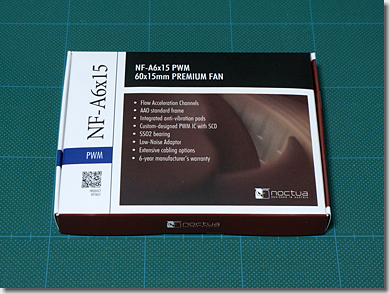 NF-A6x15
PWM
NF-A6x15 PWM
60x15mm PREMIUM FAN
• Flow Acceleration Channels
• AAO standard frame
• Integrated anti-vibration pads
• Custom-designed PWM IC with SCD
• SSO2 bearing
• Low-Noise Adaptor
• Extensive cabling options
• 6-year manufacturer's warranty
noctua